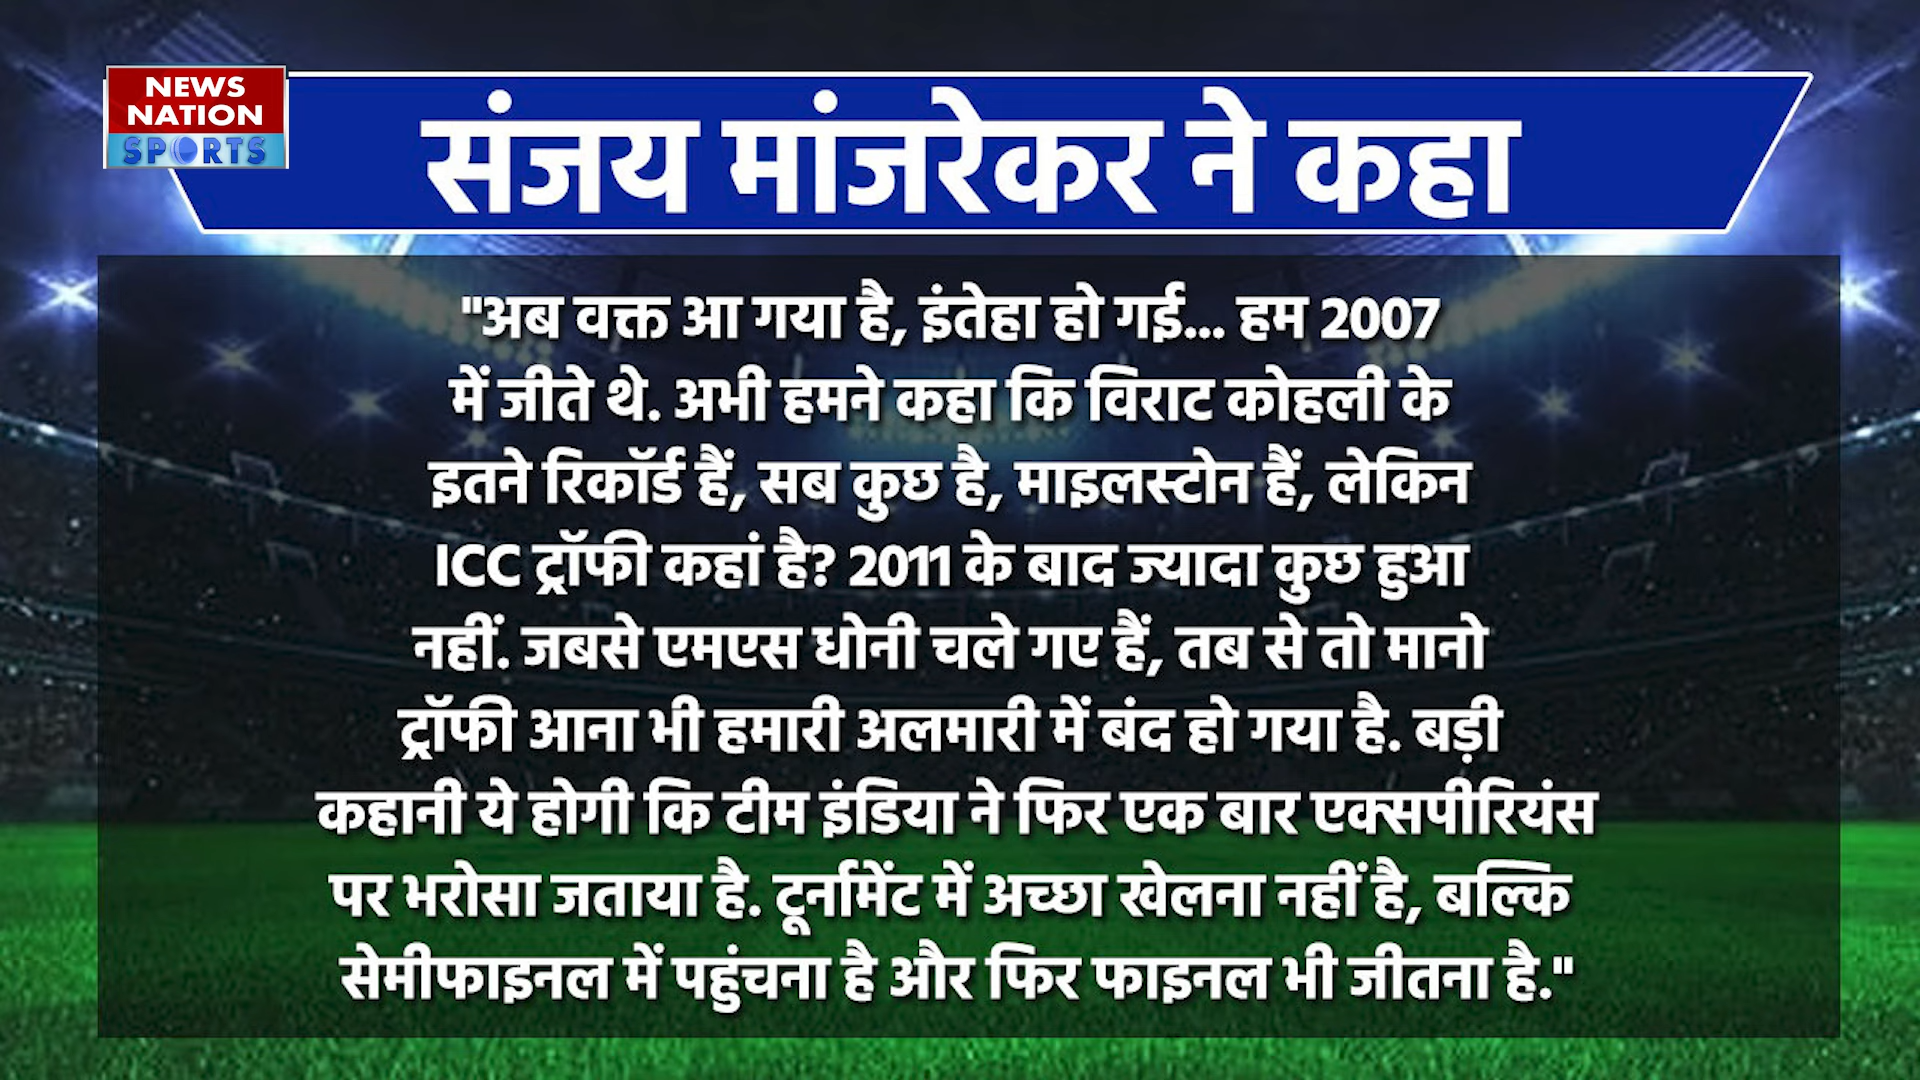 NEWS
NATION
SPORTS
संजय मांजरेकर ने कहा
"अब वक्त आ गया है, इंतेहा हो गई... हम 2007
में जीते थे. अभी हमने कहा कि विराट कोहली के
इतने रिकॉर्ड हैं, सब कुछ है, माइलस्टोन हैं, लेकिन
ICC ट्रॉफी कहां है? 2011 के बाद ज्यादा कुछ हुआ
नहीं. जबसे एमएस धोनी चले गए हैं, तब से तो मानो
ट्रॉफी आना भी हमारी अलमारी में बंद हो गया है. बड़ी
कहानी ये होगी कि टीम इंडिया ने फिर एक बार एक्सपीरियंस
पर भरोसा जताया है. टूर्नामेंट में अच्छा खेलना नहीं है, बल्कि
सेमीफाइनल में पहुंचना है और फिर फाइनल भी जीतना है."